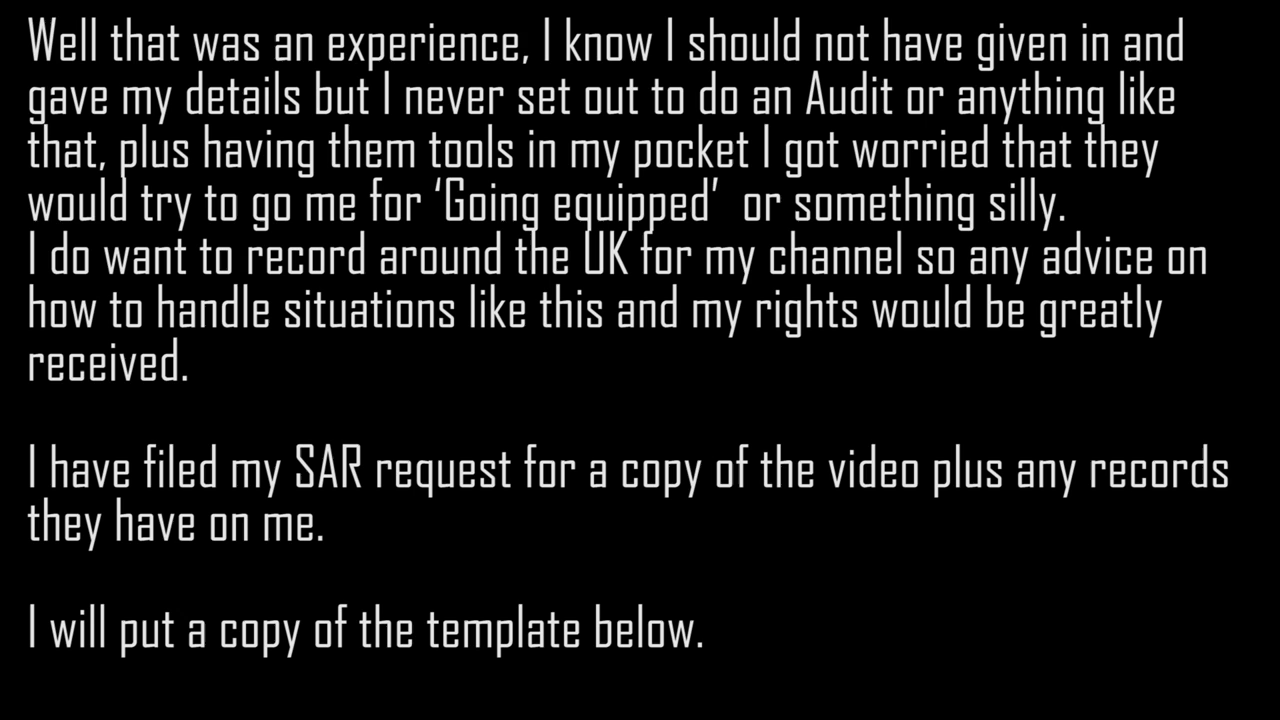 Well that was an experience, I know I should not have given in and
gave my details but I never set out to do an Audit or anything like
that, plus having them tools in my pocket I got worried that they
would try to go me for ‘Going equipped’ or something silly.
I do want to record around the UK for my channel so any advice on
how to handle situations like this and my rights would be greatly
received.
I have filed my SAR request for a copy of the video plus any records
they have on me.
I will put a copy of the template below.